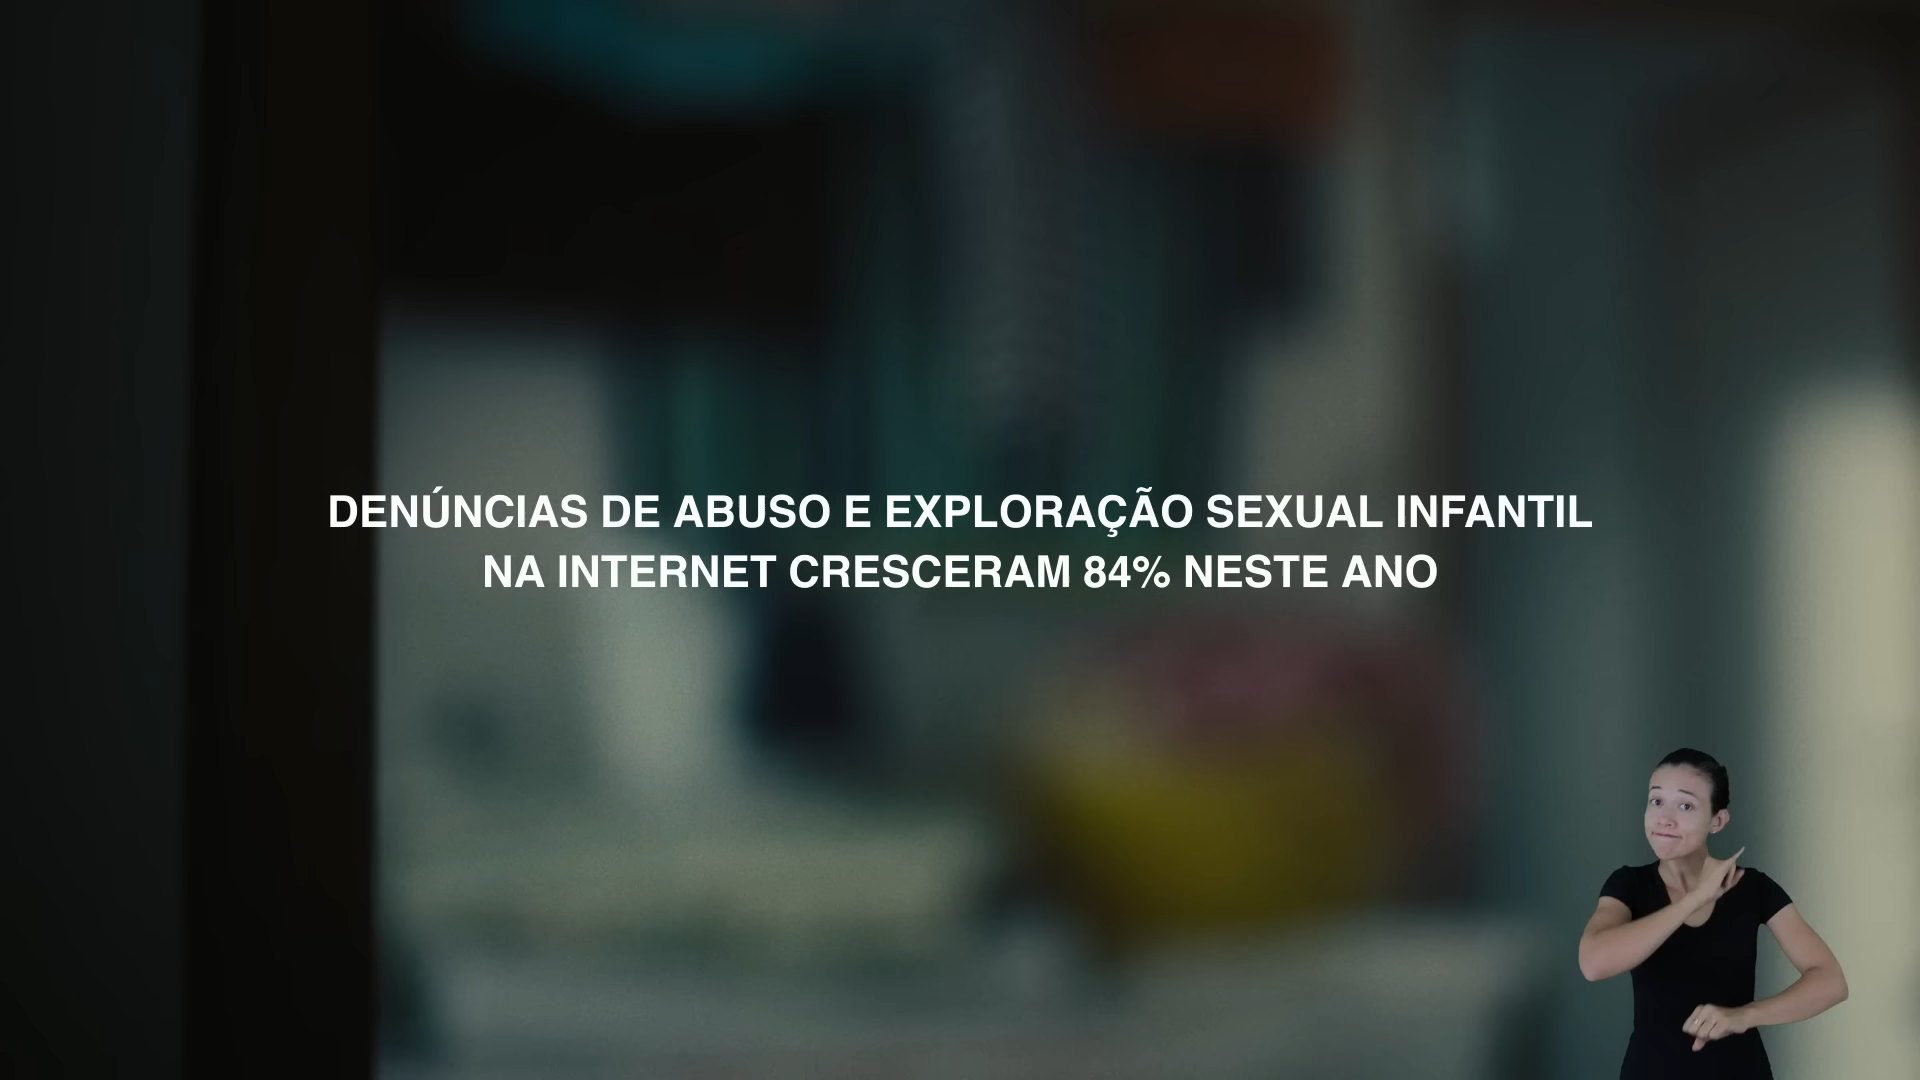 DENÚNCIAS DE ABUSO E EXPLORAÇÃO SEXUAL INFANTIL
NA INTERNET CRESCERAM 84% NESTE ANO